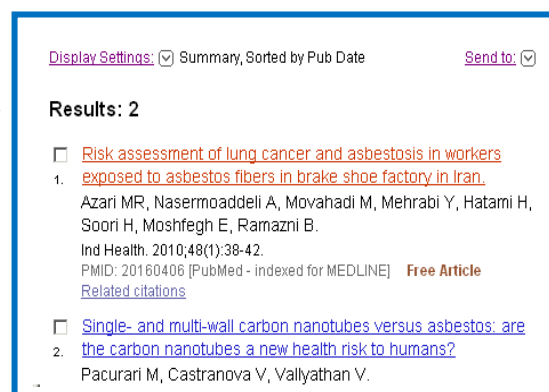 Display Settings: Summary, Sorted by Pub Date Send to:
Results: 2
Risk assessment of lung cancer and asbestosis in workers
1. exposed to asbestos fibers in brake shoe factory in Iran.
Azari MR, Nasermoaddeli A, Movahadi M, Mehrabi Y, Hatami H,
Soori H, Moshfegh E, Ramazni B.
Ind Health. 2010;48(1):38-42.
PMID: 20160406 [PubMed - indexed for MEDLINE] Free Article
Related citations
Single- and multi-wall carbon nanotubes versus asbestos: are
2. the carbon nanotubes a new health risk to humans?
Pacurari M, Castranova V, Vallyathan V.